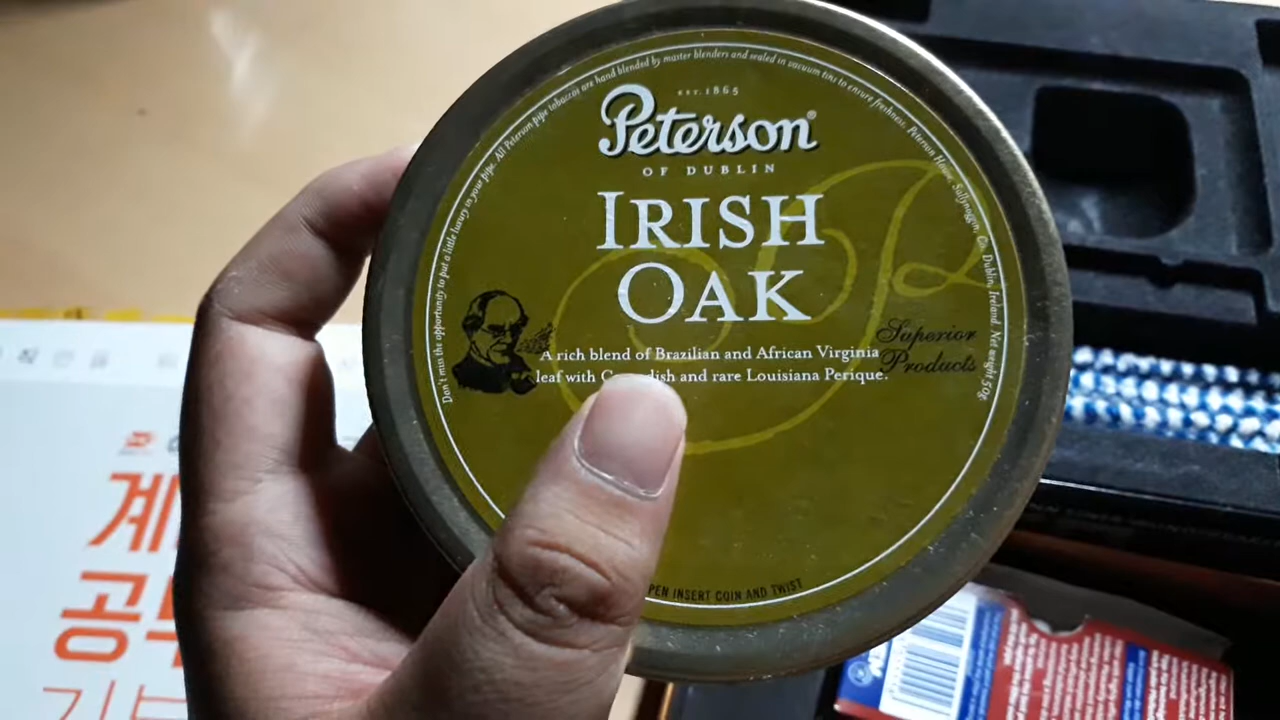 Don't miss the opportunity to put a little luxury in your pipe. All Peterson pipe tobaccos are hand blended by master blenders and sealed in vacuum tins to ensure freshness. Peterson House, Sallynoggin, Co. Dublin, Ireland. Net weight 50g
EST. 1865
Peterson®
OF DUBLIN
IRISH
OAK
A rich blend of Brazilian and African Virginia
leaf with and rare Louisiana Perique.
Superior
Products
INSERT COIN AND TWIST
계
공